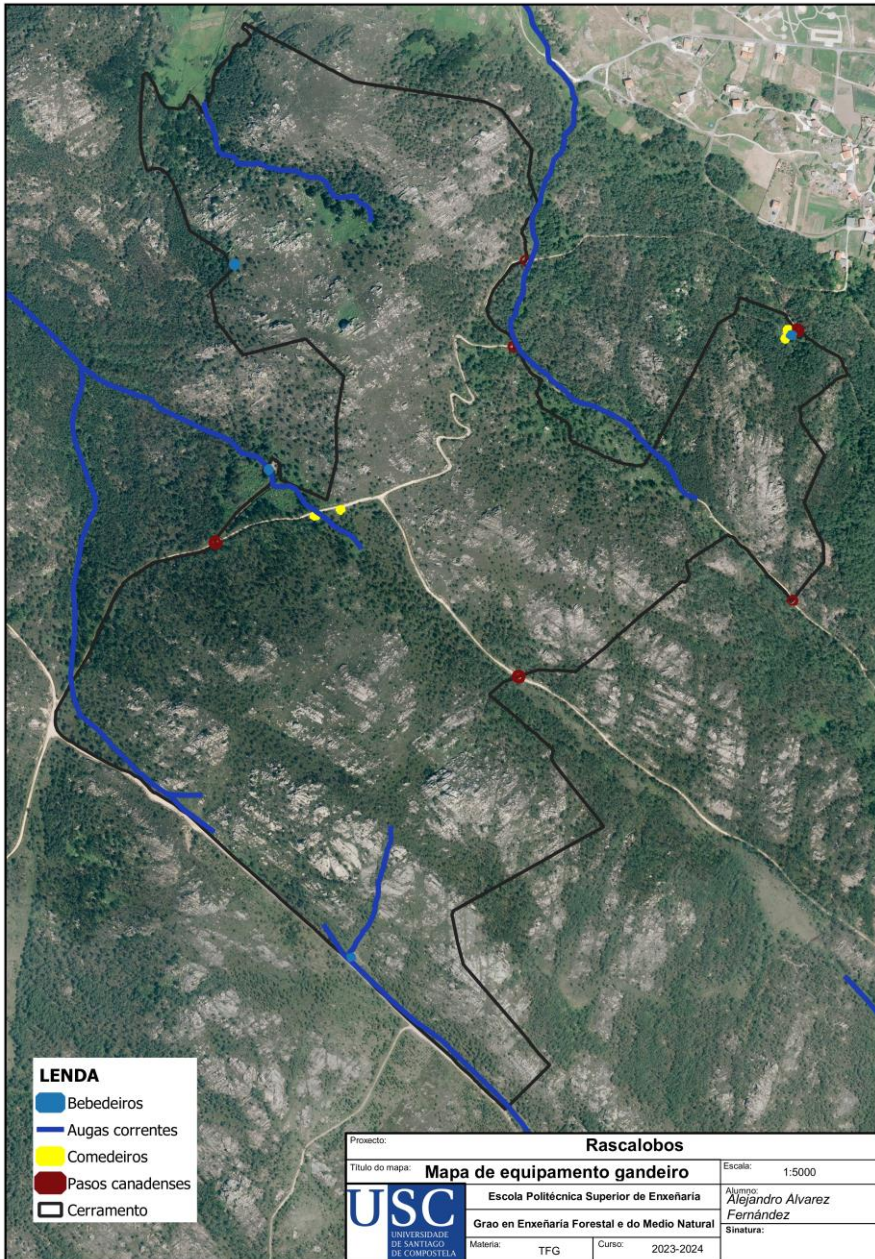 LENDA
Bebedeiros
Augas correntes
Comedeiros
Pasos canadenses
Cerramento
Proxecto: Rascalobos
Título do mapa: Mapa de equipamento gandeiro
Escala: 1:5000
USC
UNIVERSIDADE
DE SANTIAGO
DE COMPOSTELA
Escola Politécnica Superior de Enxeñaría
Grao en Enxeñaría Forestal e do Medio Natural
Materia: TFG
Curso: 2023-2024
Alumno:
Alejandro Alvarez
Fernández
Sinatura: